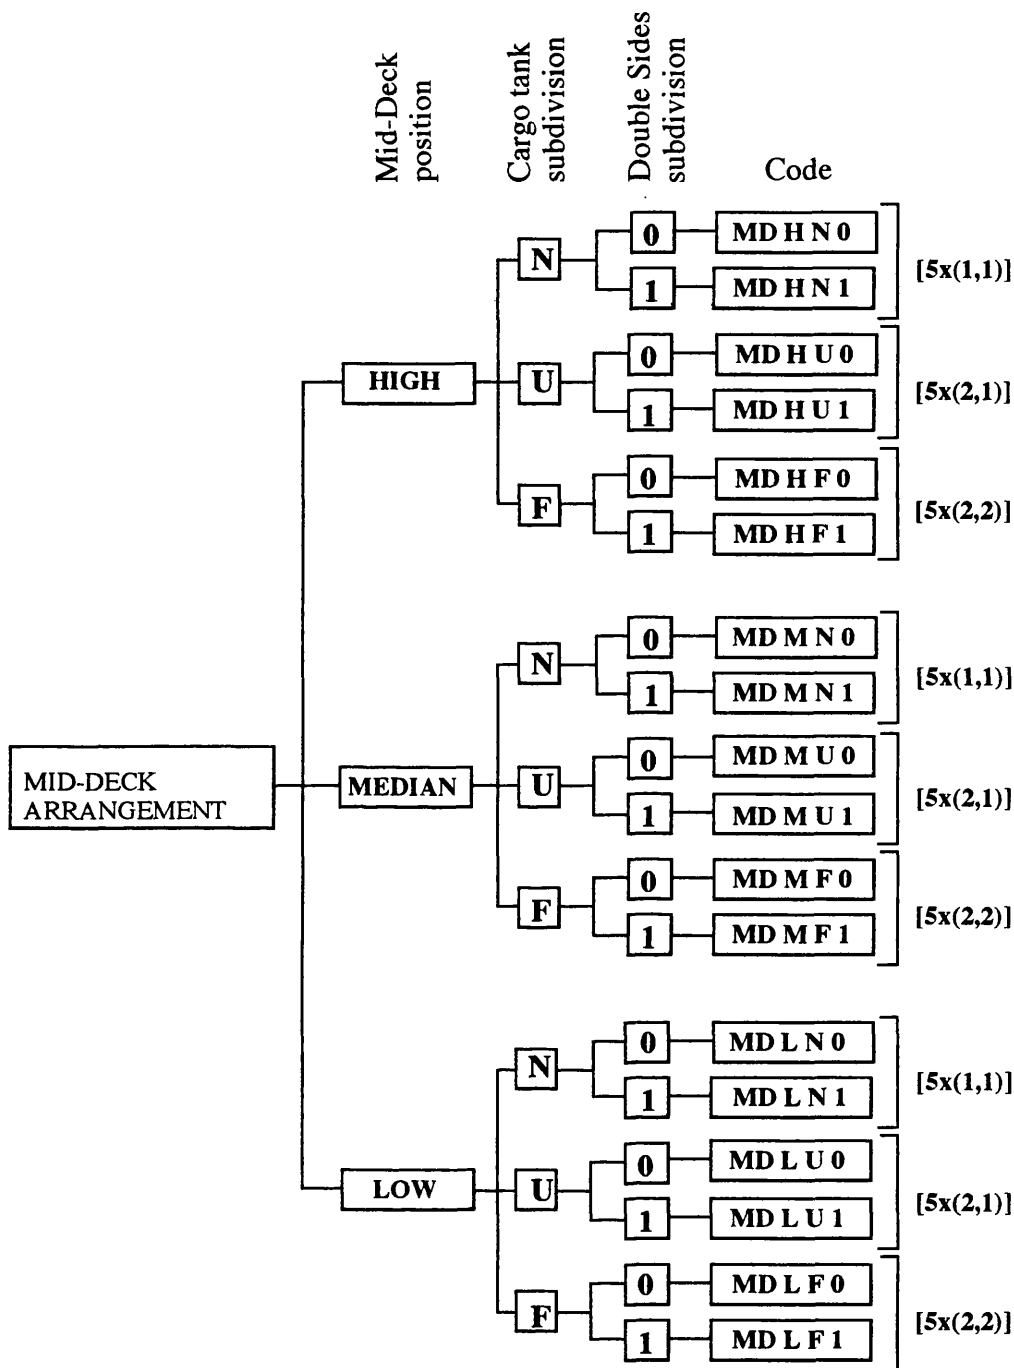 Mid-Deck
position
Cargo tank
subdivision
Double Sides
subdivision
Code
MID-DECK
ARRANGEMENT
HIGH
N
0
MD H N 0
1
MD H N 1
[5x(1,1)]
U
0
MD H U 0
1
MD H U 1
[5x(2,1)]
F
0
MD H F 0
1
MD H F 1
[5x(2,2)]
MEDIAN
N
0
MD M N 0
1
MD M N 1
[5x(1,1)]
U
0
MD M U 0
1
MD M U 1
[5x(2,1)]
F
0
MD M F 0
1
MD M F 1
[5x(2,2)]
LOW
N
0
MD L N 0
1
MD L N 1
[5x(1,1)]
U
0
MD L U 0
1
MD L U 1
[5x(2,1)]
F
0
MD L F 0
1
MD L F 1
[5x(2,2)]